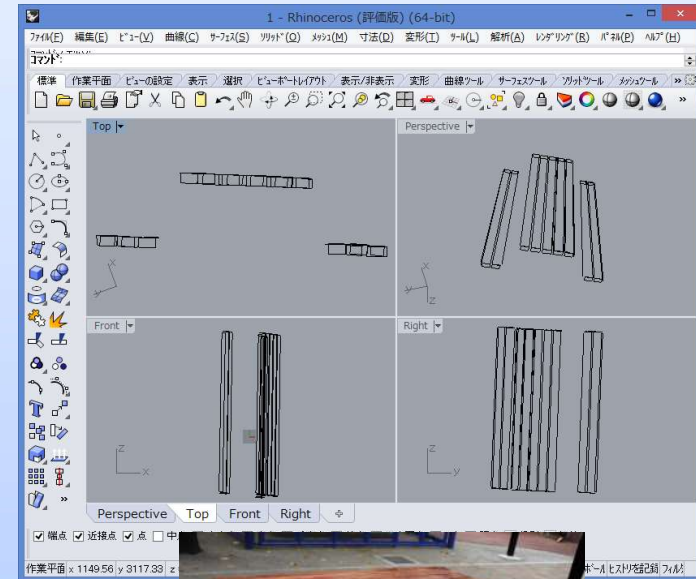 1 - Rhinoceros (評価版) (64-bit)
ファイル(F) 編集(E) ビュー(V) 曲線(C) サーフェス(S) ソリッド(O) メッシュ(M) 寸法(D) 変形(T) ツール(L) 解析(A) レンダリング(R) パネル(P) ヘルプ(H)
コマンド:
標準 作業平面 ビューの設定 表示 選択 ビューポートレイアウト 表示/非表示 変形 曲線ツール サーフェスツール ソリッドツール メッシュツール »
Top
Perspective
x
y
x
y
z
Front
Right
z
x
z
y
Perspective Top Front Right
端点 近接点 点
作業平面 x 1149.56 y 3117.33 z ヒストリを記録